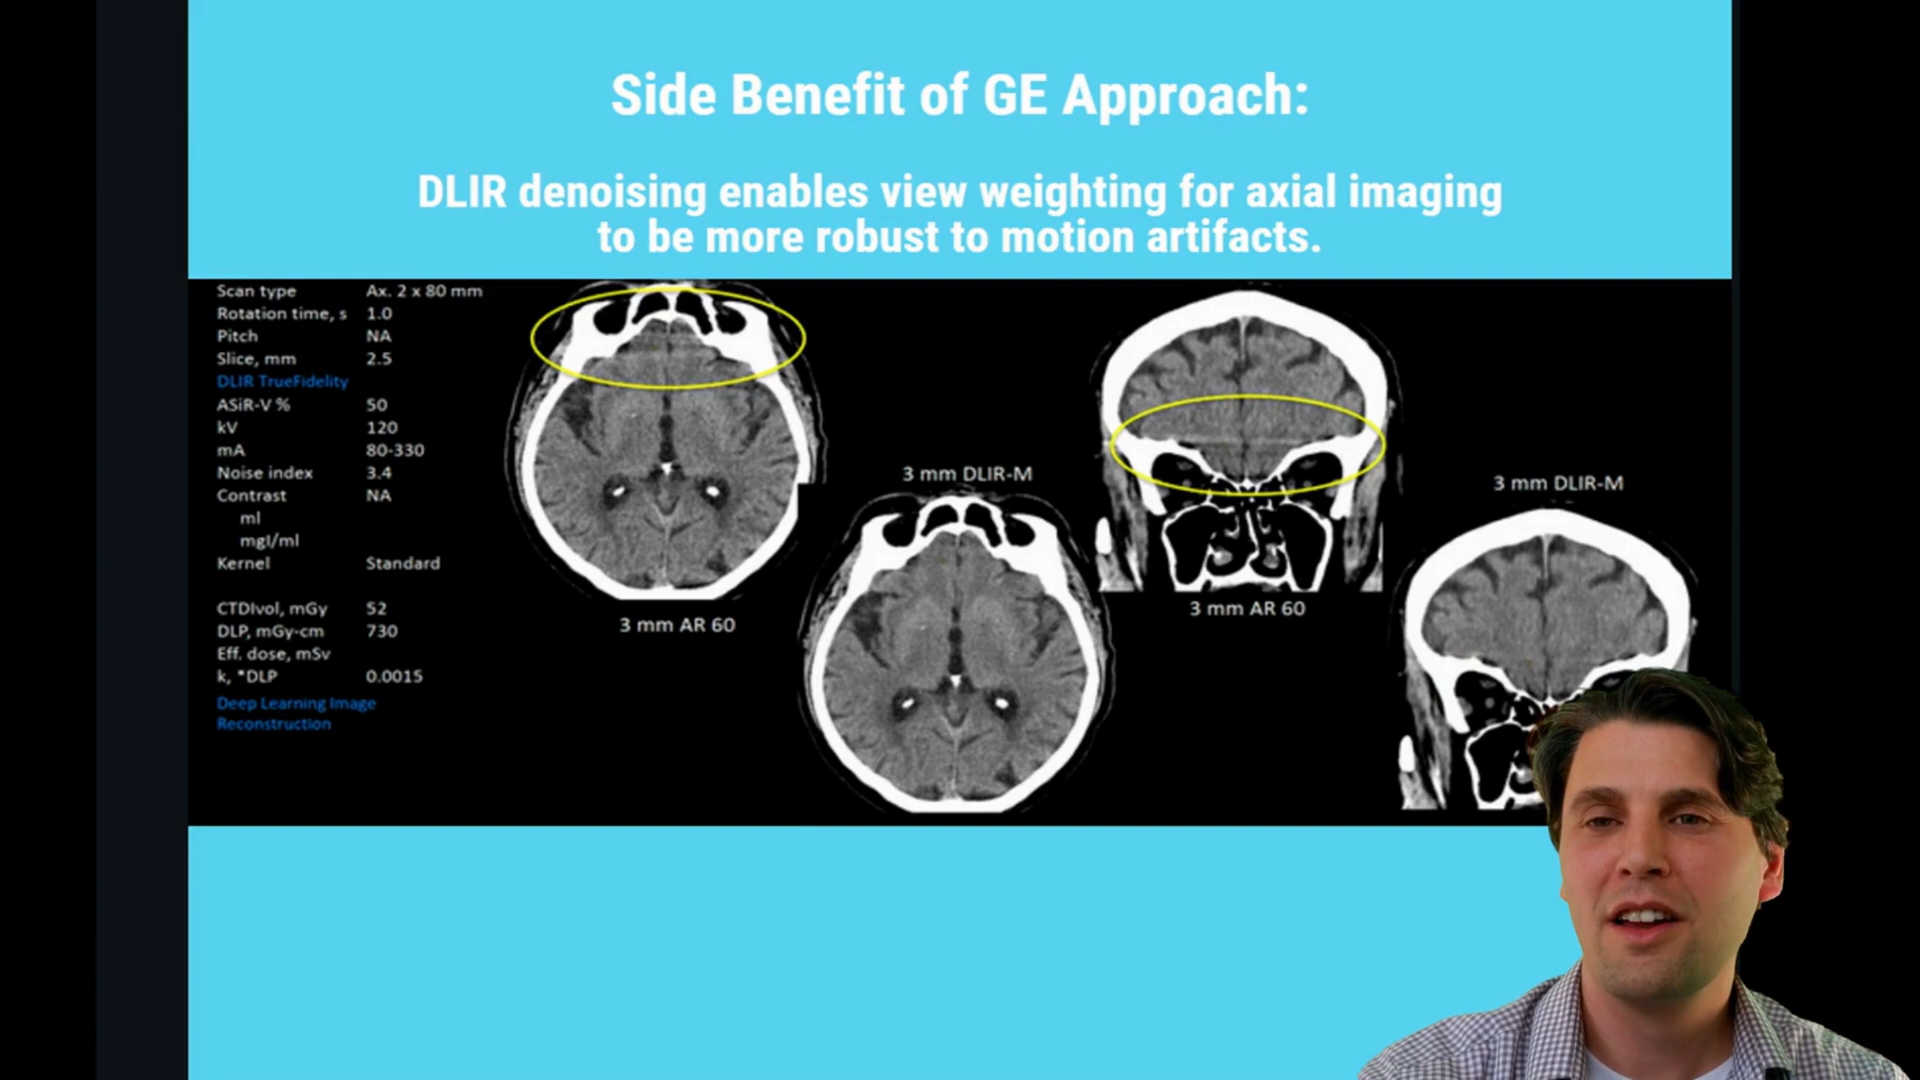 Side Benefit of GE Approach:
DLIR denoising enables view weighting for axial imaging
to be more robust to motion artifacts.
Scan type Ax. 2 x 80 mm
Rotation time, s 1.0
Pitch NA
Slice, mm 2.5
DLIR TrueFidelity
ASiR-V % 50
kV 120
mA 80-330
Noise index 3.4
Contrast NA
ml
mgI/ml
Kernel Standard
CTDIvol, mGy 52
DLP, mGy-cm 730
Eff. dose, mSv
k, *DLP 0.0015
Deep Learning Image
Reconstruction
3 mm AR 60
3 mm DLIR-M
3 mm AR 60
3 mm DLIR-M